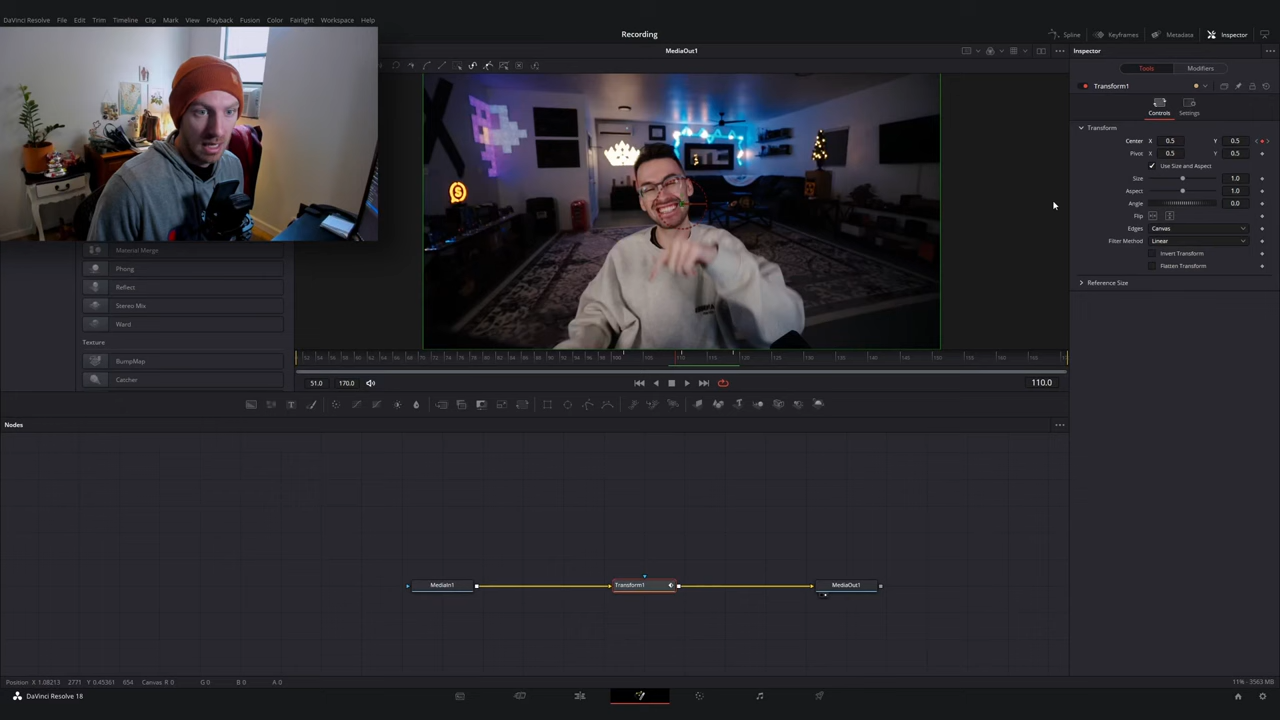 DaVinci Resolve File Edit Trim Timeline Clip Mark View Playback Fusion Color Fairlight Workspace Help
Recording
Spline Keyframes Metadata Inspector
MediaOut1
Inspector
Tools Modifiers
Transform1
Controls Settings
Transform
Center X 0.5 Y 0.5
Pivot X 0.5 Y 0.5
Use Size and Aspect
Size 1.0
Aspect 1.0
Angle 0.0
Flip
Edges Canvas
Filter Method Linear
Invert Transform
Flatten Transform
Reference Size
Material Merge
Phong
Reflect
Stereo Mix
Ward
Texture
BumpMap
Catcher
51.0 170.0 110.0
Nodes
MediaIn1 Transform1 MediaOut1
Position X 1.08213 2771 Y 0.45361 654 Canvas R 0 G 0 B 0 A 0
DaVinci Resolve 18
11% - 3563 MB